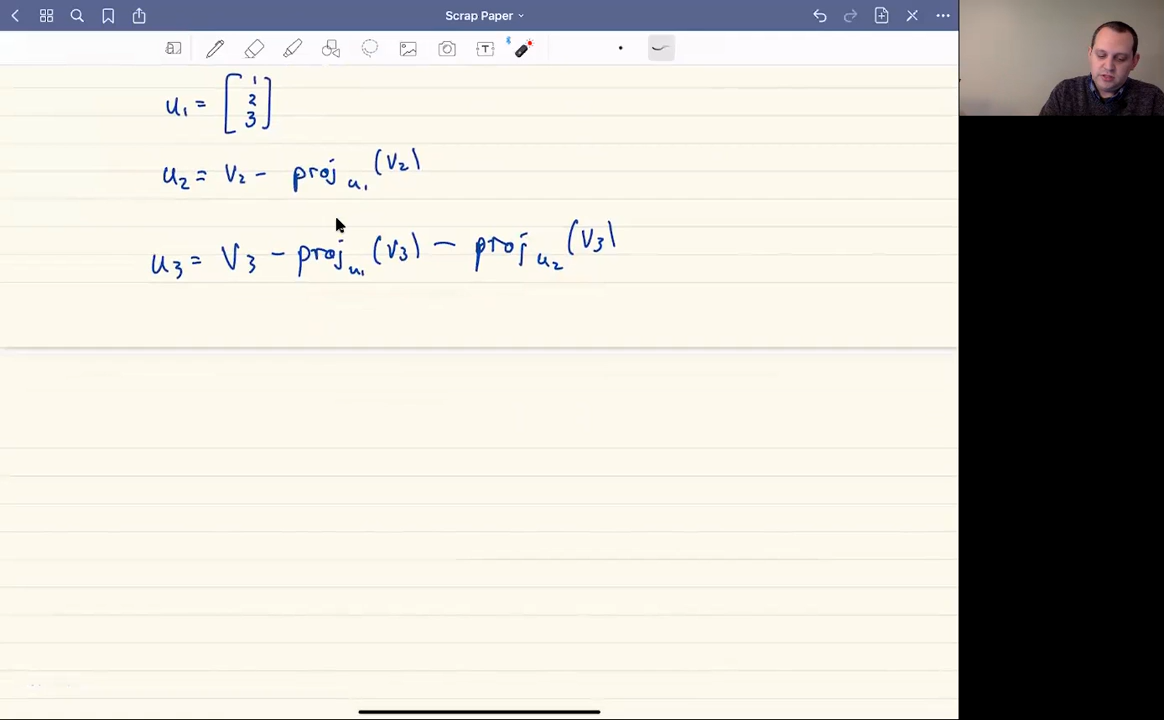 Scrap Paper
u₁ = [1 2 3]
u₂ = v₂ - proj u₁ (v₂)
u₃ = v₃ - proj u₁ (v₃) - proj u₂ (v₃)